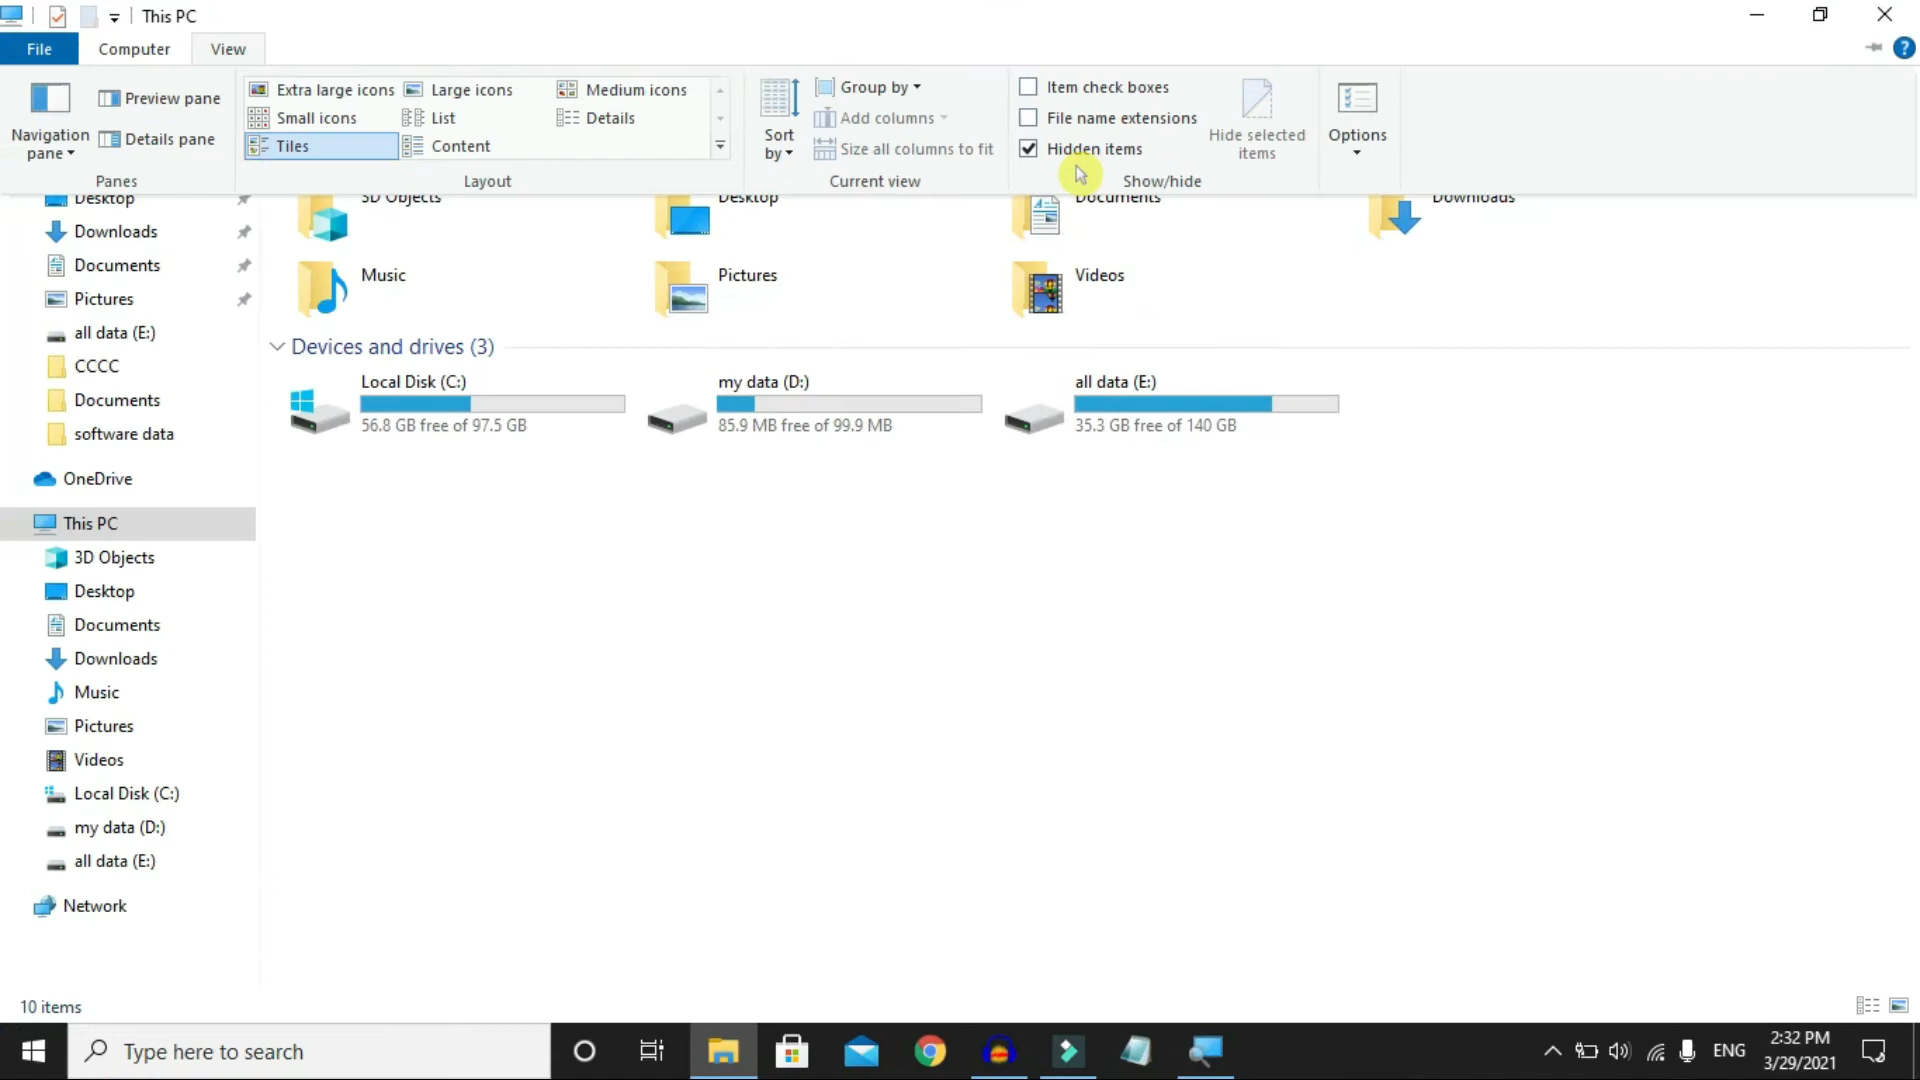 This PC
File
Computer
View
Navigation
pane
Preview pane
Details pane
Panes
Extra large icons
Large icons
Medium icons
Small icons
List
Details
Tiles
Content
Layout
Sort
by
Group by
Add columns
Size all columns to fit
Current view
Item check boxes
File name extensions
Hidden items
Hide selected
items
Show/hide
Options
Desktop
Downloads
Documents
Pictures
all data (E:)
CCCC
Documents
software data
OneDrive
This PC
3D Objects
Desktop
Documents
Downloads
Music
Pictures
Videos
Local Disk (C:)
my data (D:)
all data (E:)
Network
3D Objects
Desktop
Documents
Downloads
Music
Pictures
Videos
Devices and drives (3)
Local Disk (C:)
56.8 GB free of 97.5 GB
my data (D:)
85.9 MB free of 99.9 MB
all data (E:)
35.3 GB free of 140 GB
10 items
Type here to search
ENG
2:32 PM
3/29/2021